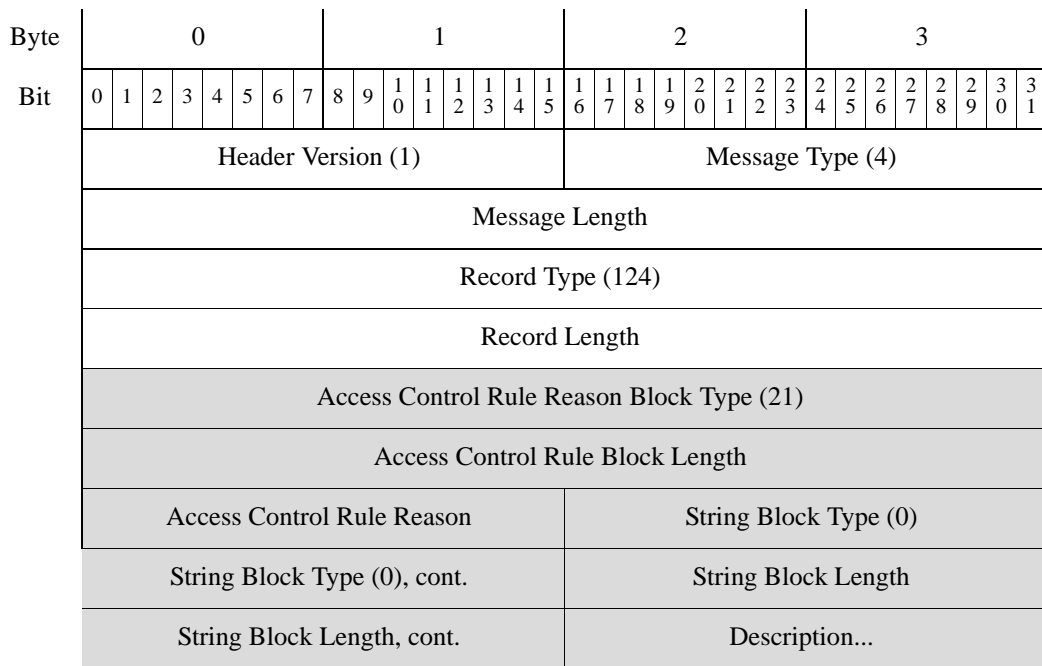 Byte 0 1 2 3
Bit 0 1 2 3 4 5 6 7 8 9 10 11 12 13 14 15 16 17 18 19 20 21 22 23 24 25 26 27 28 29 30 31
Header Version (1) Message Type (4)
Message Length
Record Type (124)
Record Length
Access Control Rule Reason Block Type (21)
Access Control Rule Block Length
Access Control Rule Reason String Block Type (0)
String Block Type (0), cont. String Block Length
String Block Length, cont. Description...